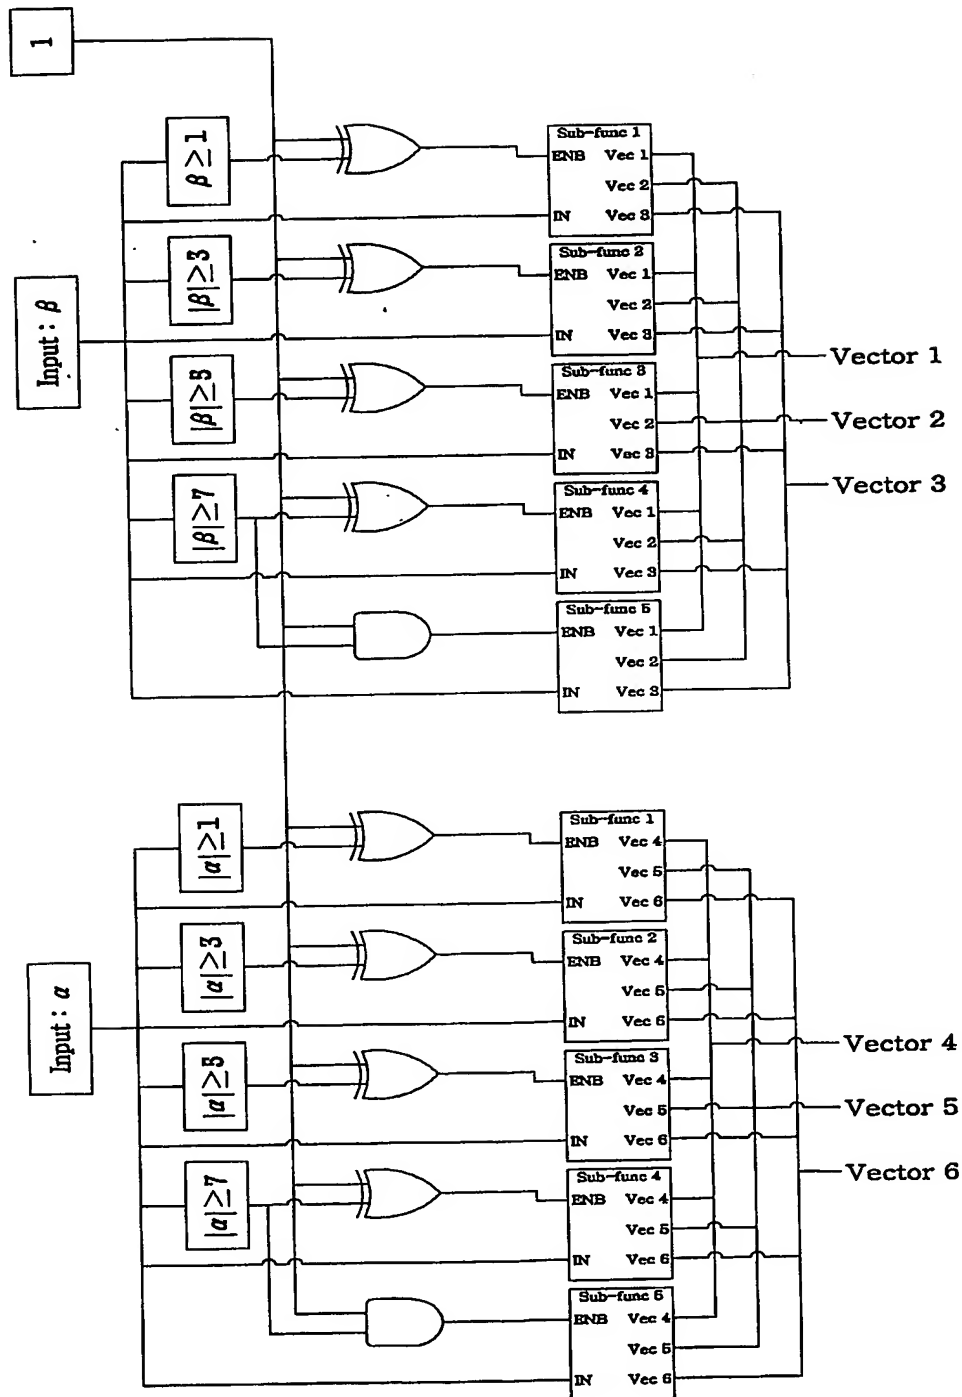 1
Input: β
β≥1
|β|≥3
|β|≥5
|β|≥7
Sub-func 1
ENB Vec 1
Vec 2
IN Vec 3
Sub-func 2
ENB Vec 1
Vec 2
IN Vec 3
Sub-func 3
ENB Vec 1
Vec 2
IN Vec 3
Sub-func 4
ENB Vec 1
Vec 2
IN Vec 3
Sub-func 5
ENB Vec 1
Vec 2
IN Vec 3
Vector 1
Vector 2
Vector 3
Input: α
|α|≥1
|α|≥3
|α|≥5
|α|≥7
Sub-func 1
ENB Vec 4
Vec 5
IN Vec 6
Sub-func 2
ENB Vec 4
Vec 5
IN Vec 6
Sub-func 3
ENB Vec 4
Vec 5
IN Vec 6
Sub-func 4
ENB Vec 4
Vec 5
IN Vec 6
Sub-func 5
ENB Vec 4
Vec 5
IN Vec 6
Vector 4
Vector 5
Vector 6